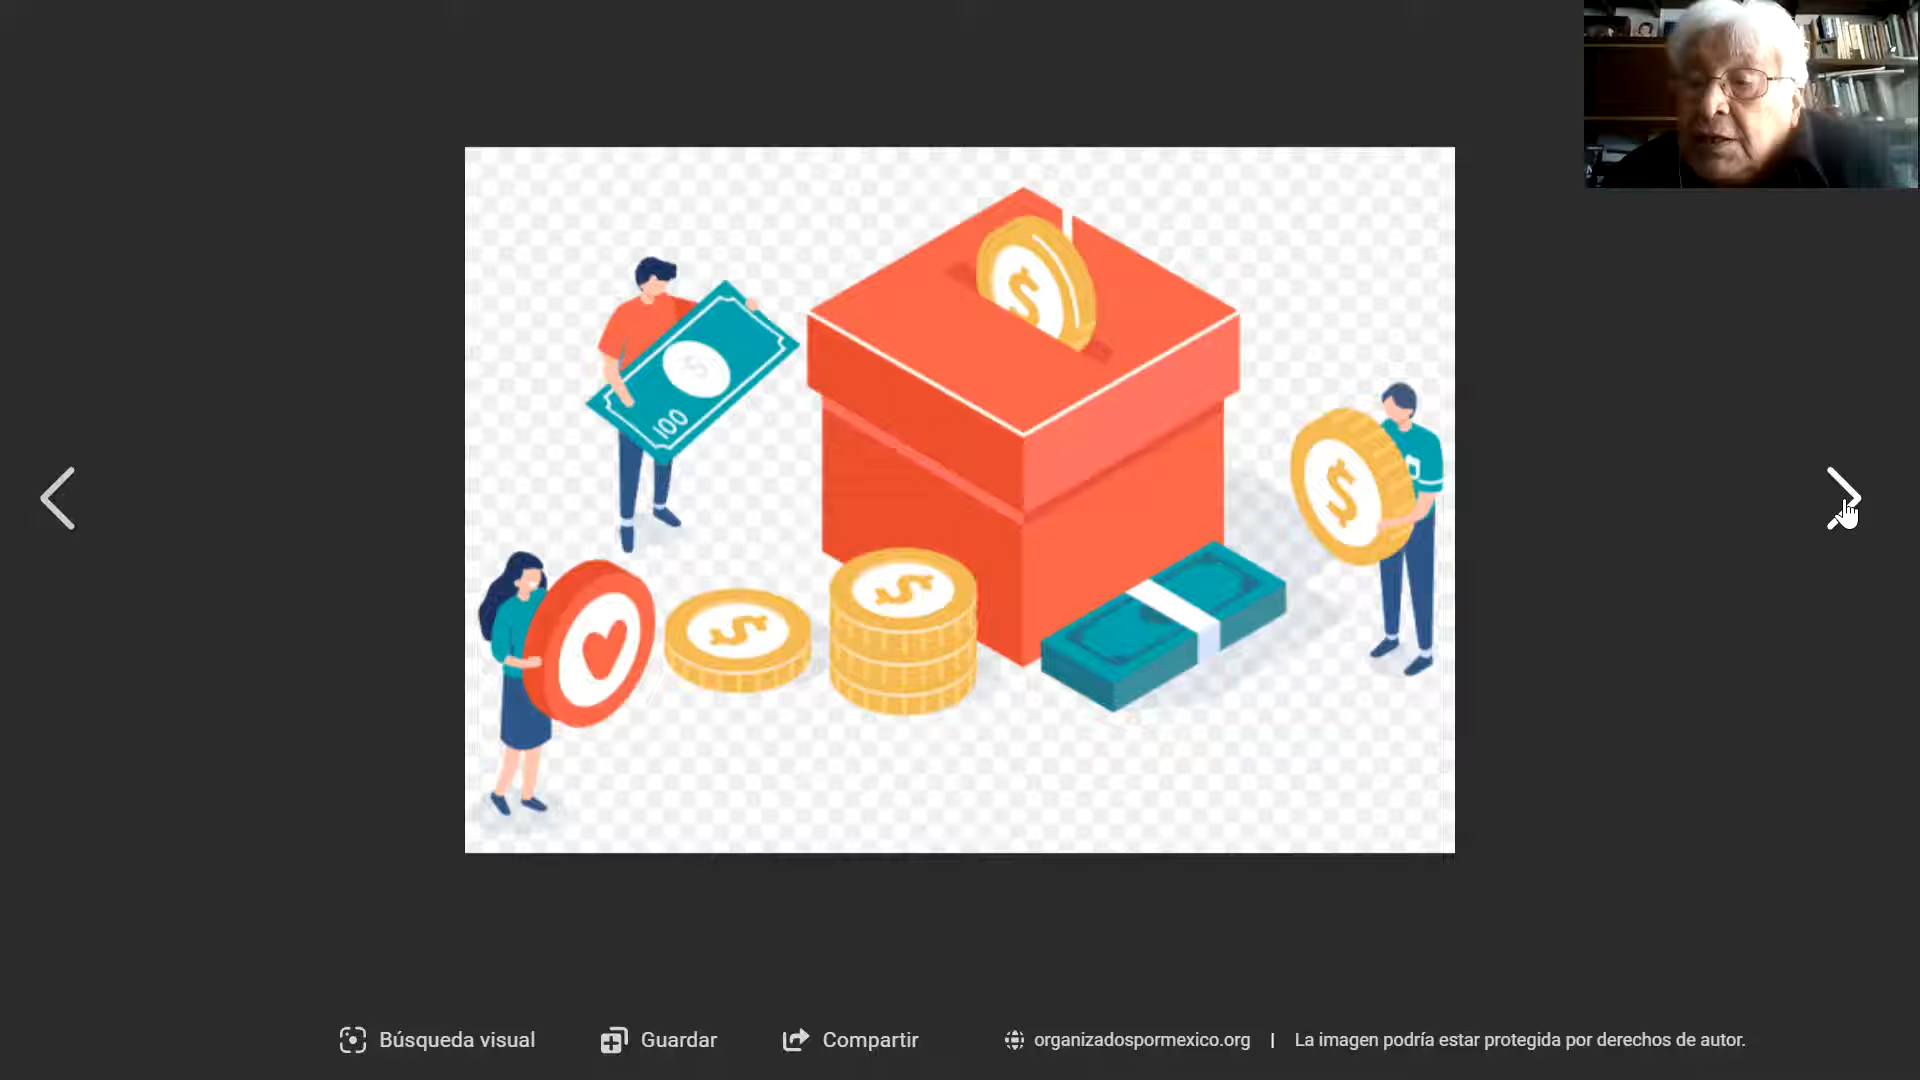 $
$
100
$
$
$
Búsqueda visual
Guardar
Compartir
organizadospormexico.org | La imagen podría estar protegida por derechos de autor.